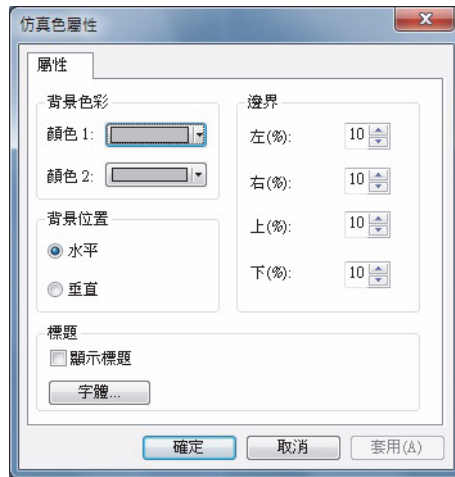 仿真色屬性
屬性
背景色彩
顏色 1:
顏色 2:
背景位置
水平
垂直
邊界
左(%): 10
右(%): 10
上(%): 10
下(%): 10
標題
顯示標題
字體...
確定 取消 套用(A)